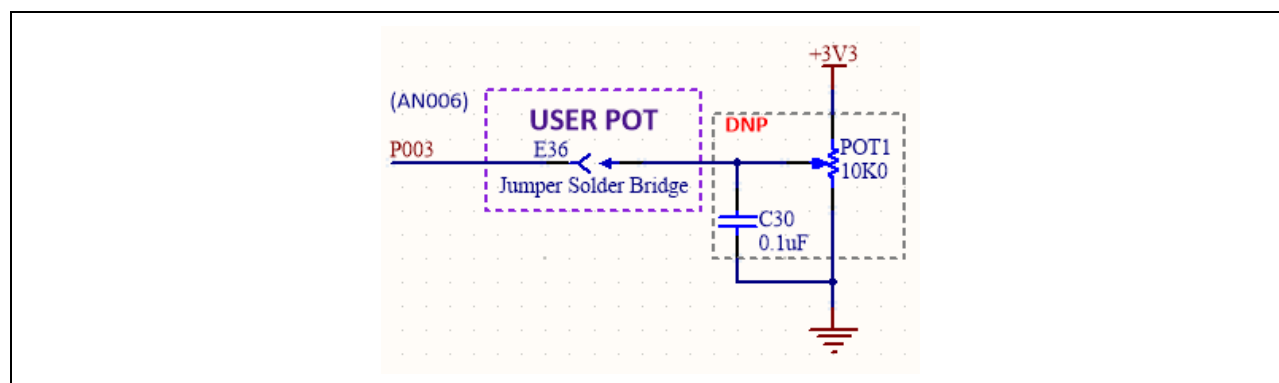 +3V3
(AN006)
USER POT
DNP
P003
E36
POT1
10K0
Jumper Solder Bridge
C30
0.1uF